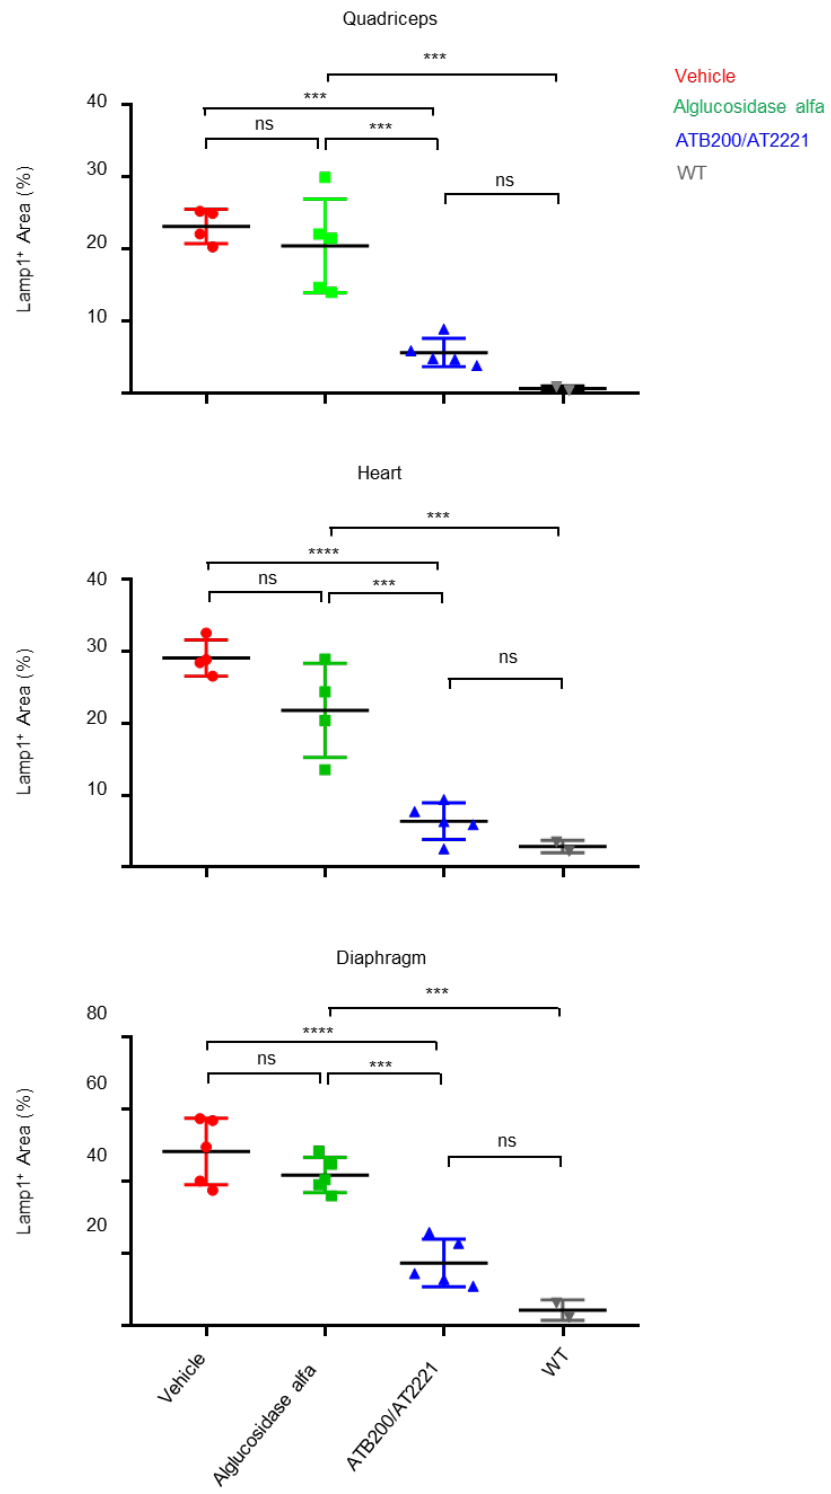 Quadriceps
Vehicle
Alglucosidase alfa
ATB200/AT2221
WT
***
***
ns
***
ns
40
30
20
10
Lamp1⁺ Area (%)
Heart
***
****
ns
***
ns
40
30
20
10
Lamp1⁺ Area (%)
Diaphragm
***
****
ns
***
ns
80
60
40
20
Lamp1⁺ Area (%)
Vehicle
Alglucosidase alfa
ATB200/AT2221
WT